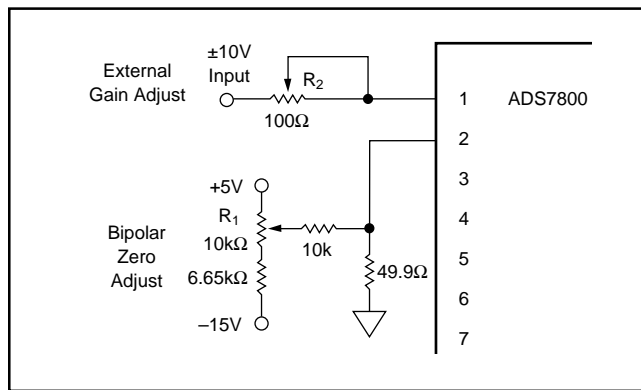 ±10V
Input
External
Gain Adjust
R2
100Ω
1
ADS7800
2
3
4
5
6
7
+5V
R1
10kΩ
10k
6.65kΩ
49.9Ω
Bipolar
Zero
Adjust
–15V